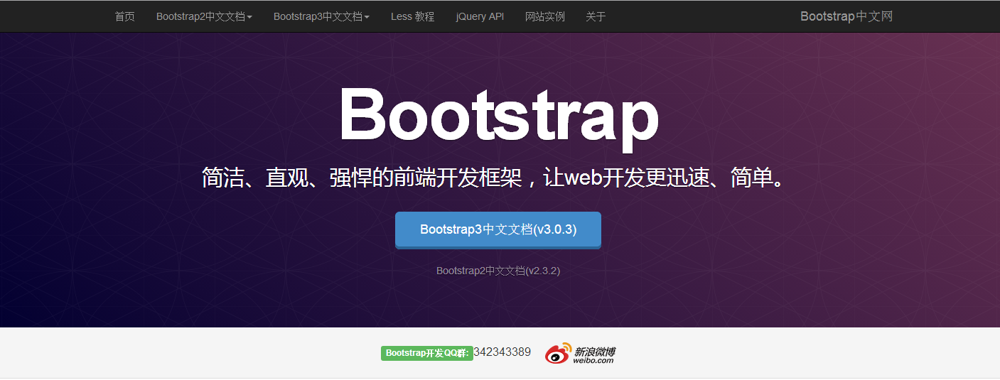 首页 Bootstrap2中文文档 Bootstrap3中文文档 Less 教程 jQuery API 网站实例 关于 Bootstrap中文网
Bootstrap
简洁、直观、强悍的前端开发框架，让web开发更迅速、简单。
Bootstrap3中文文档(v3.0.3)
Bootstrap2中文文档(v2.3.2)
Bootstrap开发QQ群: 342343389 新浪微博
weibo.com